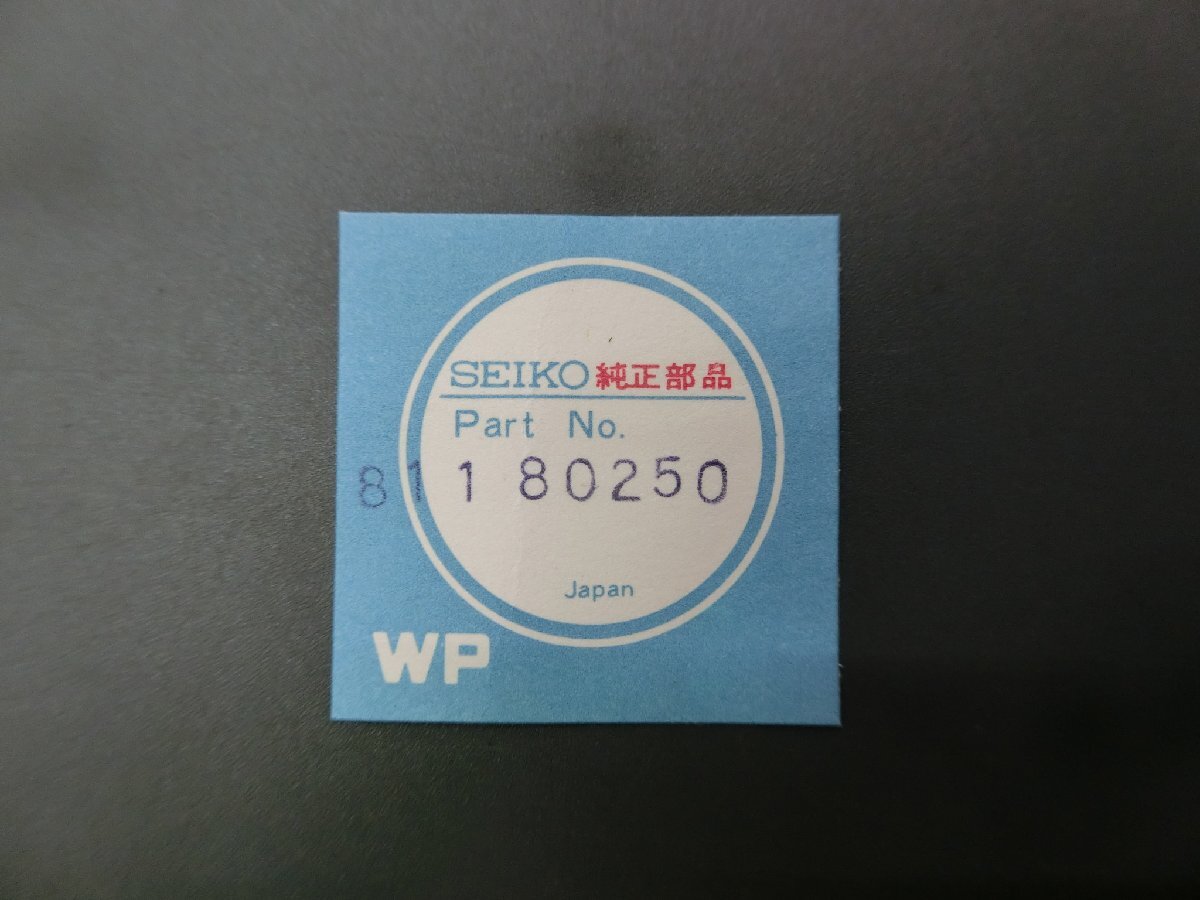 SEIKO 純正部品
Part No.
811 80250
Japan
WP